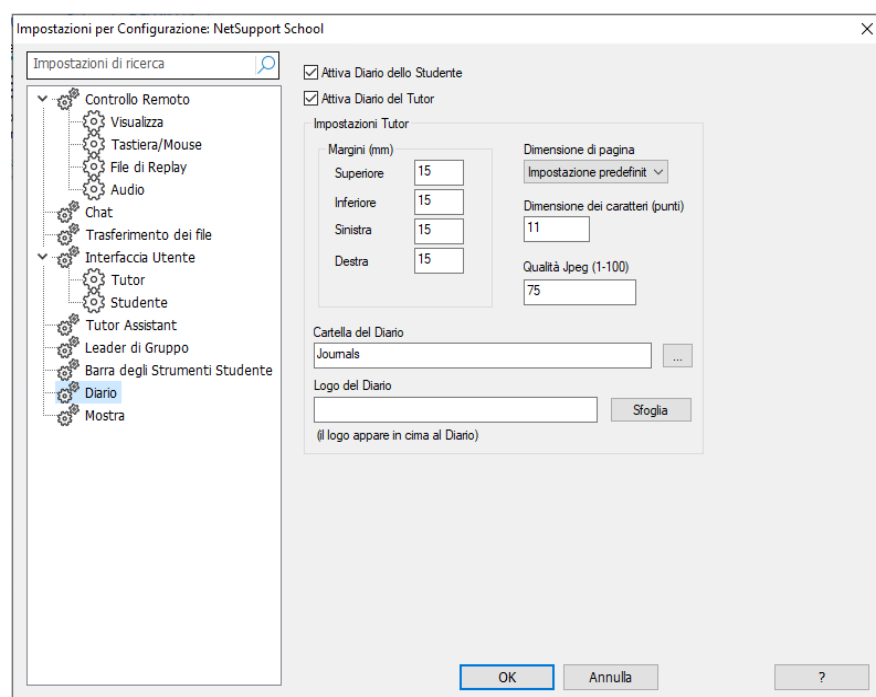 Impostazioni per Configurazione: NetSupport School
Impostazioni di ricerca
Controllo Remoto
Visualizza
Tastiera/Mouse
File di Replay
Audio
Chat
Trasferimento dei file
Interfaccia Utente
Tutor
Studente
Tutor Assistant
Leader di Gruppo
Barra degli Strumenti Studente
Diario
Mostra
Attiva Diario dello Studente
Attiva Diario del Tutor
Impostazioni Tutor
Margini (mm)
Superiore 15
Inferiore 15
Sinistra 15
Destra 15
Dimensione di pagina
Impostazione predefinit
Dimensione dei caratteri (punti)
11
Qualità Jpeg (1-100)
75
Cartella del Diario
Journals ...
Logo del Diario
Sfoglia
(il logo appare in cima al Diario)
OK Annulla ?